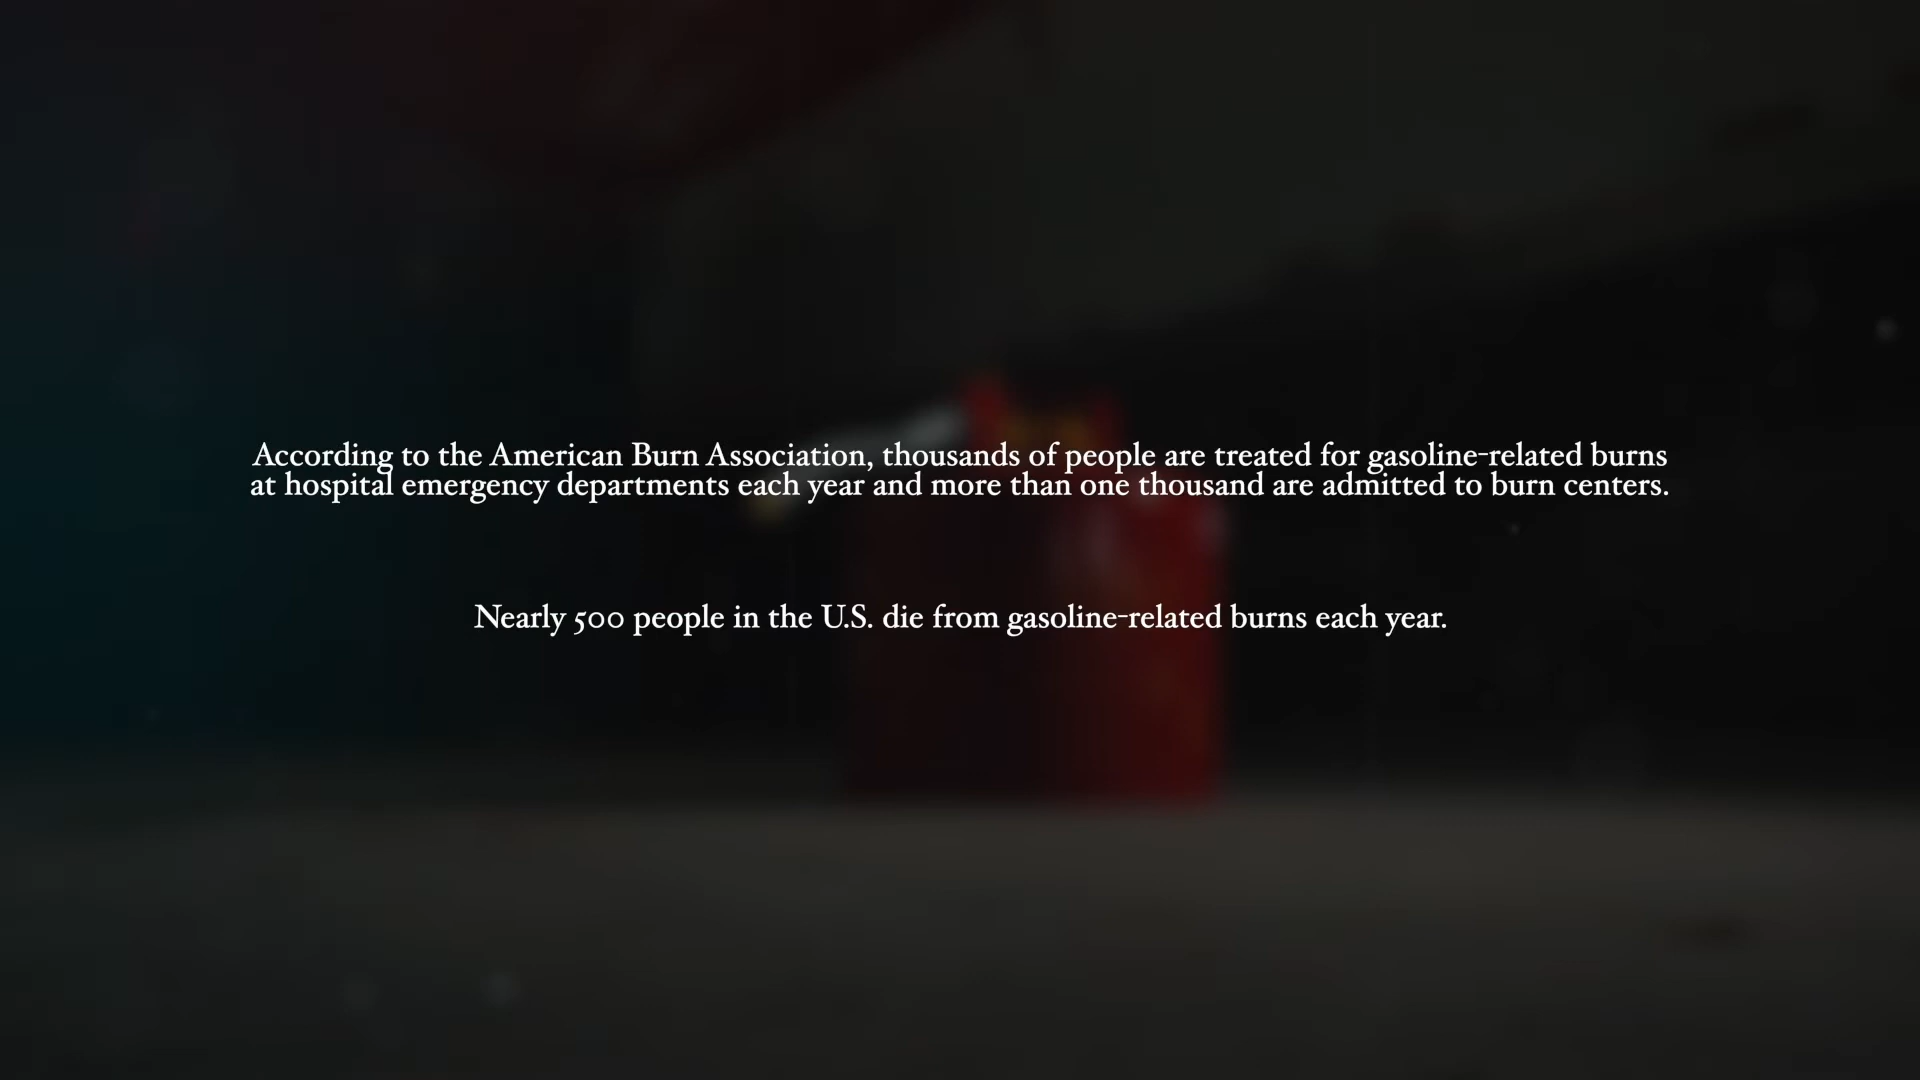 According to the American Burn Association, thousands of people are treated for gasoline-related burns
at hospital emergency departments each year and more than one thousand are admitted to burn centers.
Nearly 500 people in the U.S. die from gasoline-related burns each year.